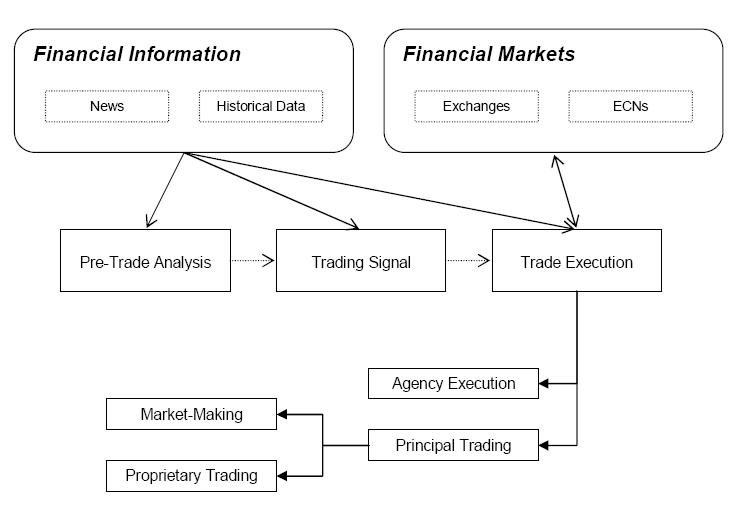 Financial Information
Financial Markets
News
Historical Data
Exchanges
ECNs
Pre-Trade Analysis
Trading Signal
Trade Execution
Agency Execution
Market-Making
Principal Trading
Proprietary Trading